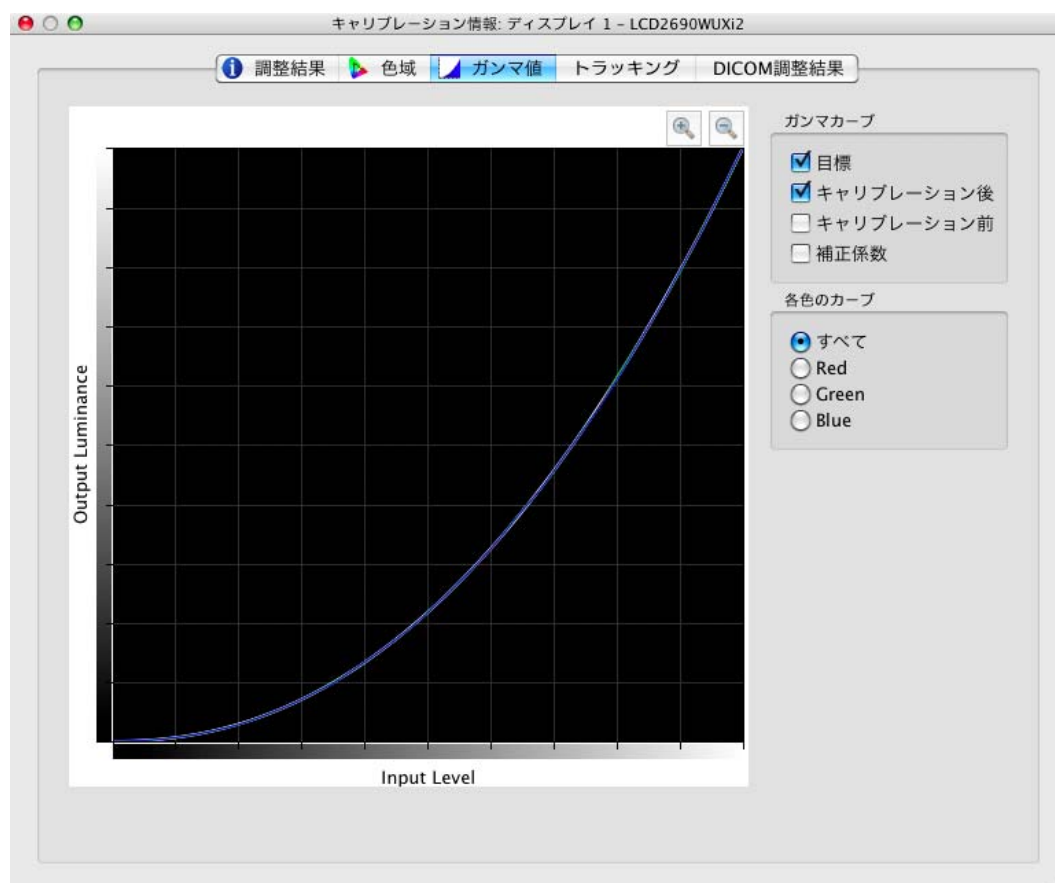 キャリブレーション情報: ディスプレイ 1 – LCD2690WUXi2
調整結果
色域
ガンマ値
トラッキング
DICOM調整結果
ガンマカーブ
目標
キャリブレーション後
キャリブレーション前
補正係数
各色のカーブ
すべて
Red
Green
Blue
Output Luminance
Input Level